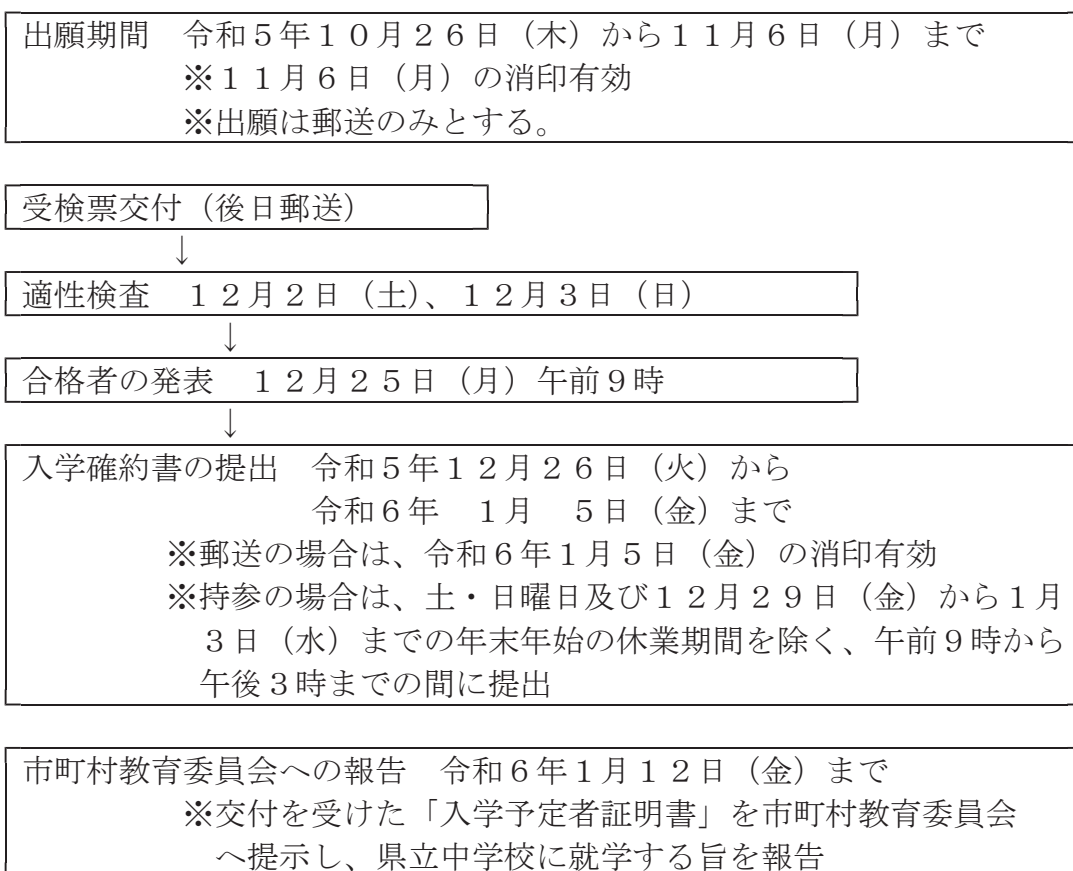 出願期間　令和５年１０月２６日（木）から１１月６日（月）まで
※１１月６日（月）の消印有効
※出願は郵送のみとする。
受検票交付（後日郵送）
↓
適性検査　１２月２日（土）、１２月３日（日）
↓
合格者の発表　１２月２５日（月）午前９時
↓
入学確約書の提出　令和５年１２月２６日（火）から
令和６年　１月　５日（金）まで
※郵送の場合は、令和６年１月５日（金）の消印有効
※持参の場合は、土・日曜日及び１２月２９日（金）から１月
３日（水）までの年末年始の休業期間を除く、午前９時から
午後３時までの間に提出
市町村教育委員会への報告　令和６年１月１２日（金）まで
※交付を受けた「入学予定者証明書」を市町村教育委員会
へ提示し、県立中学校に就学する旨を報告